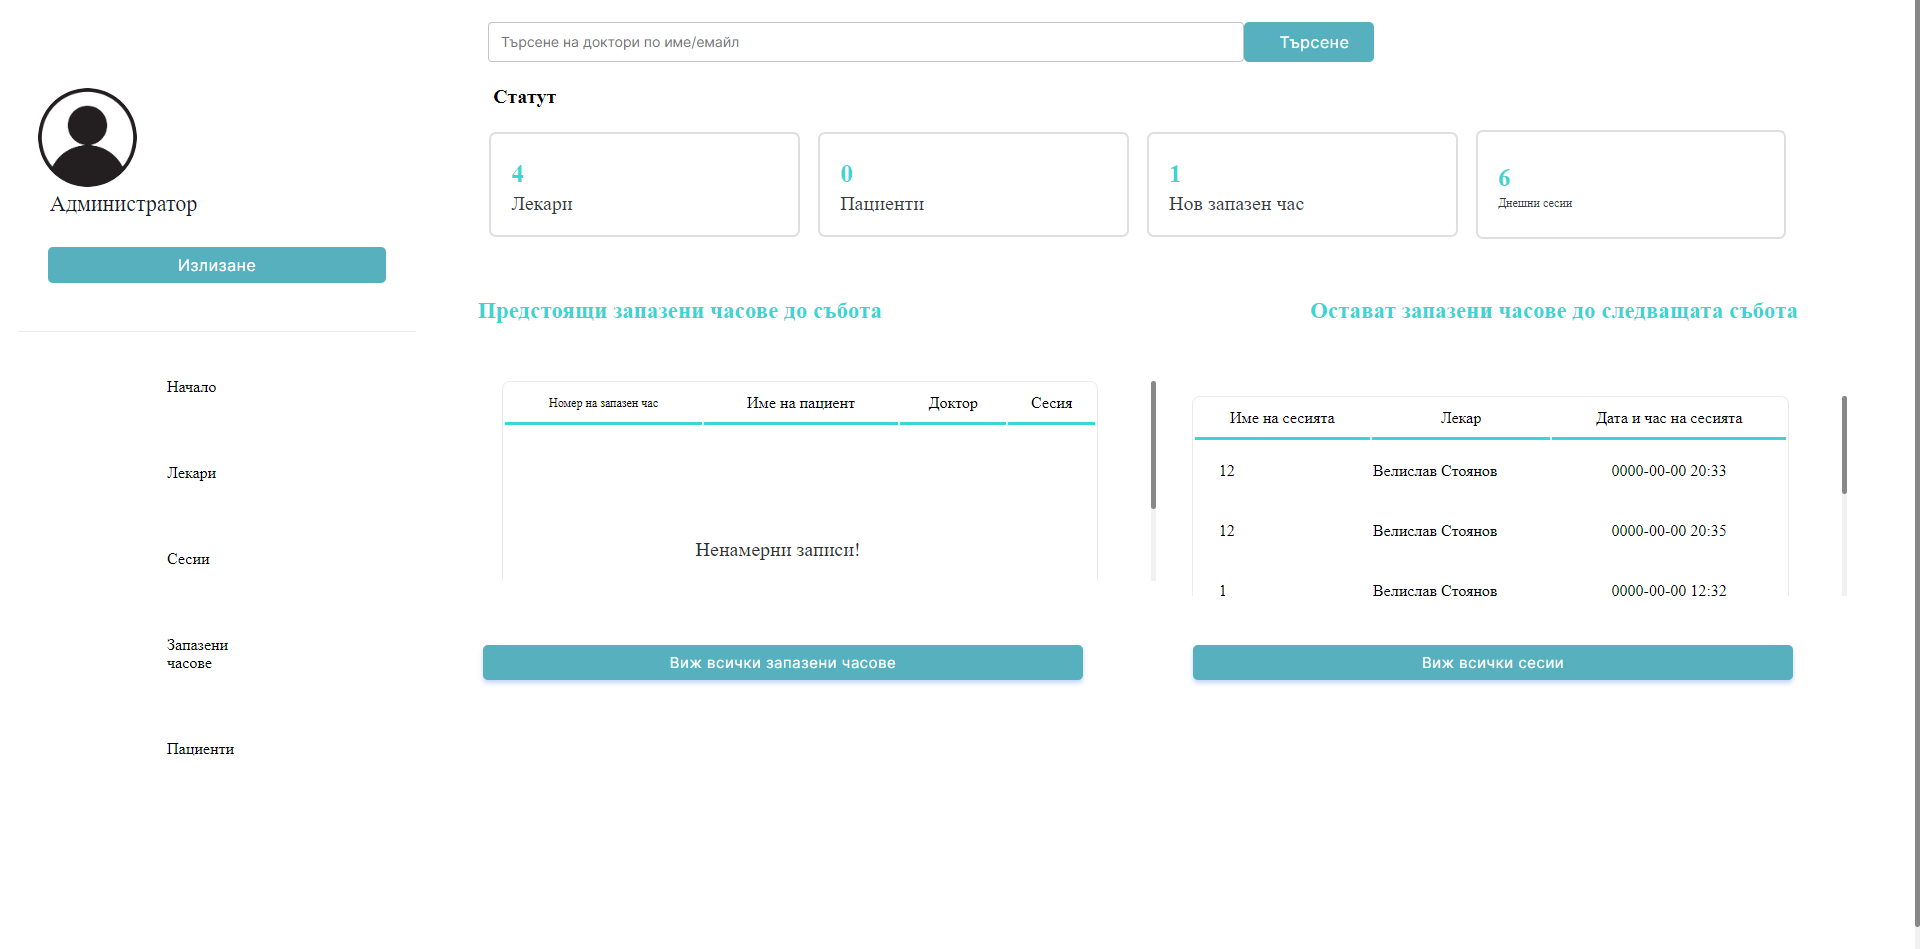 Търсене на доктори по име/емайл
Търсене
Администратор
Излизане
Начало
Лекари
Сесии
Запазени
часове
Пациенти
Статут
4
Лекари
0
Пациенти
1
Нов запазен час
6
Днешни сесии
Предстоящи запазени часове до събота
Номер на запазен час Име на пациент Доктор Сесия
Ненамерни записи!
Виж всички запазени часове
Остават запазени часове до следващата събота
Име на сесията Лекар Дата и час на сесията
12 Велислав Стоянов 0000-00-00 20:33
12 Велислав Стоянов 0000-00-00 20:35
1 Велислав Стоянов 0000-00-00 12:32
Виж всички сесии